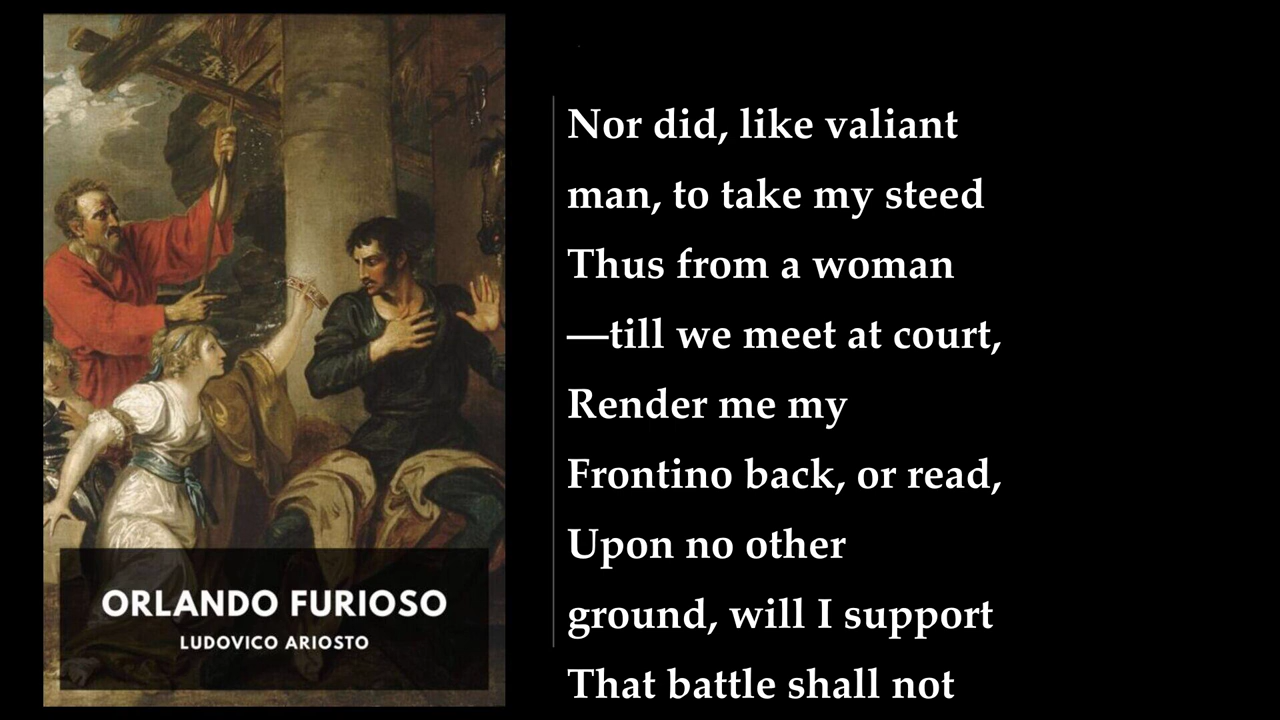 ORLANDO FURIOSO
LUDOVICO ARIOSTO
Nor did, like valiant
man, to take my steed
Thus from a woman
—till we meet at court,
Render me my
Frontino back, or read,
Upon no other
ground, will I support
That battle shall not